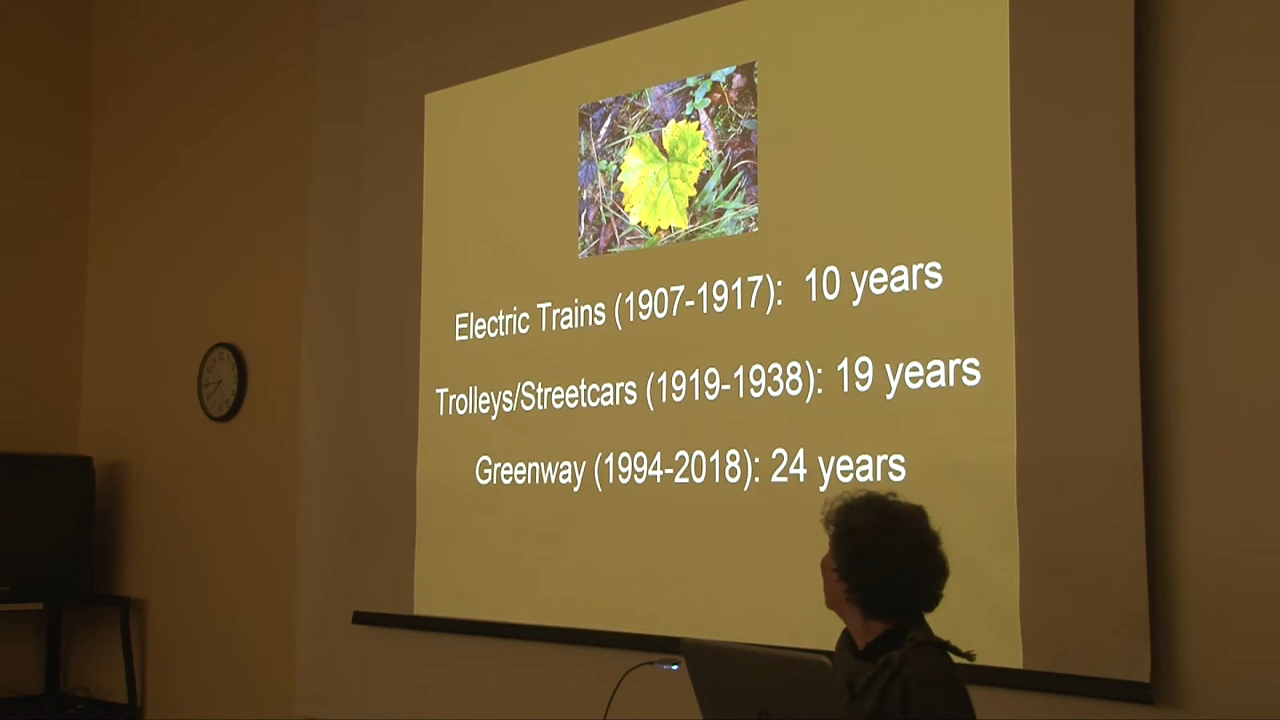 Electric Trains (1907-1917): 10 years
Trolleys/Streetcars (1919-1938): 19 years
Greenway (1994-2018): 24 years